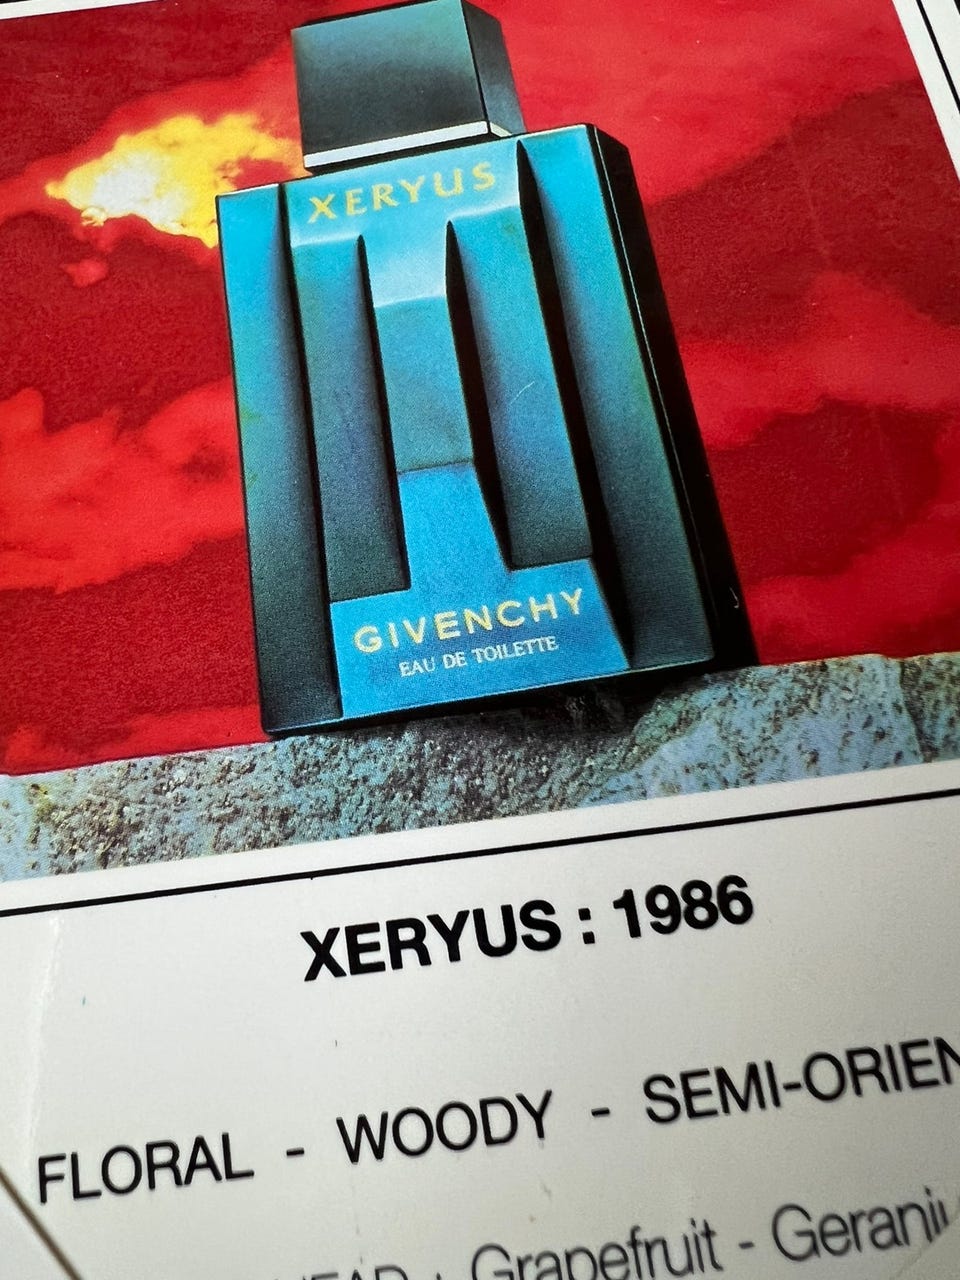 XERYUS
GIVENCHY
EAU DE TOILETTE
XERYUS : 1986
FLORAL - WOODY - SEMI-ORIEN
: Grapefruit - Gerani